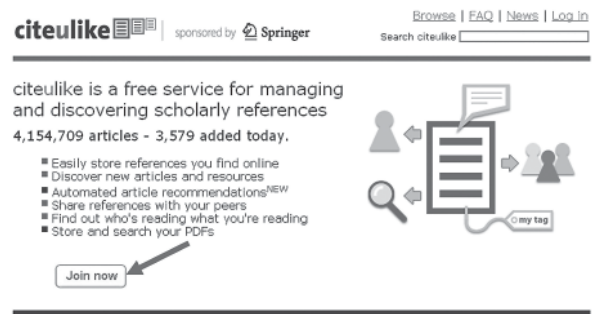 citeulike sponsored by Springer
Browse | FAQ | News | Log in
Search citeulike
citeulike is a free service for managing
and discovering scholarly references
4,154,709 articles - 3,579 added today.
Easily store references you find online
Discover new articles and resources
Automated article recommendationsNEW
Share references with your peers
Find out who's reading what you're reading
Store and search your PDFs
Join now
my tag